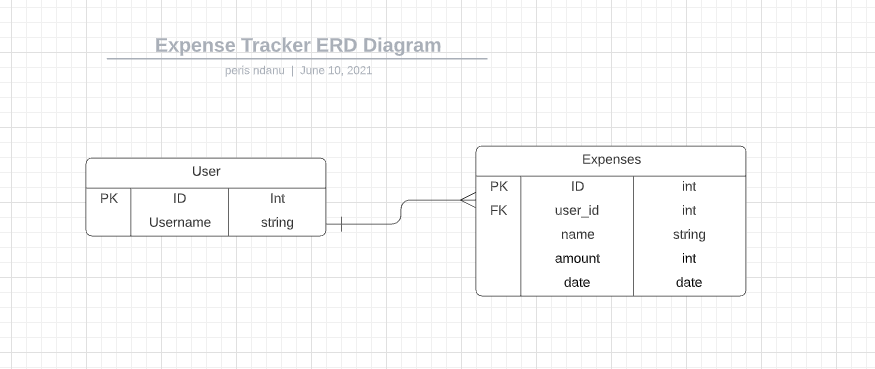 Expense Tracker ERD Diagram
peris ndanu | June 10, 2021
User
PK ID Int
Username string
Expenses
PK ID int
FK user_id int
name string
amount int
date date